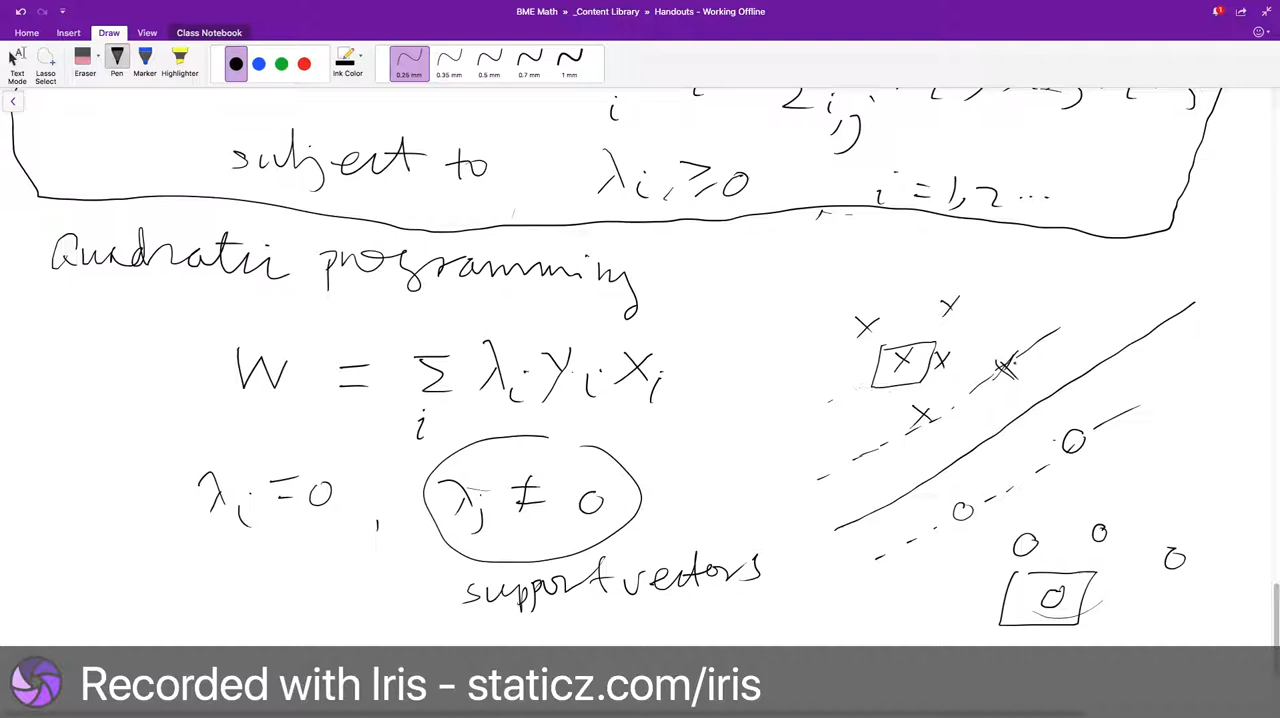 BME Math » _Content Library » Handouts - Working Offline
Home Insert Draw View Class Notebook
Text Mode
Lasso Select
Eraser
Pen
Marker
Highlighter
Ink Color
0.25 mm 0.35 mm 0.5 mm 0.7 mm 1 mm
subject to λi ≥ 0 i = 1, 2 ...
Quadratic programming
W = Σ λi yi xi
i
λi = 0 , λj ≠ 0
support vectors
Recorded with Iris - staticz.com/iris